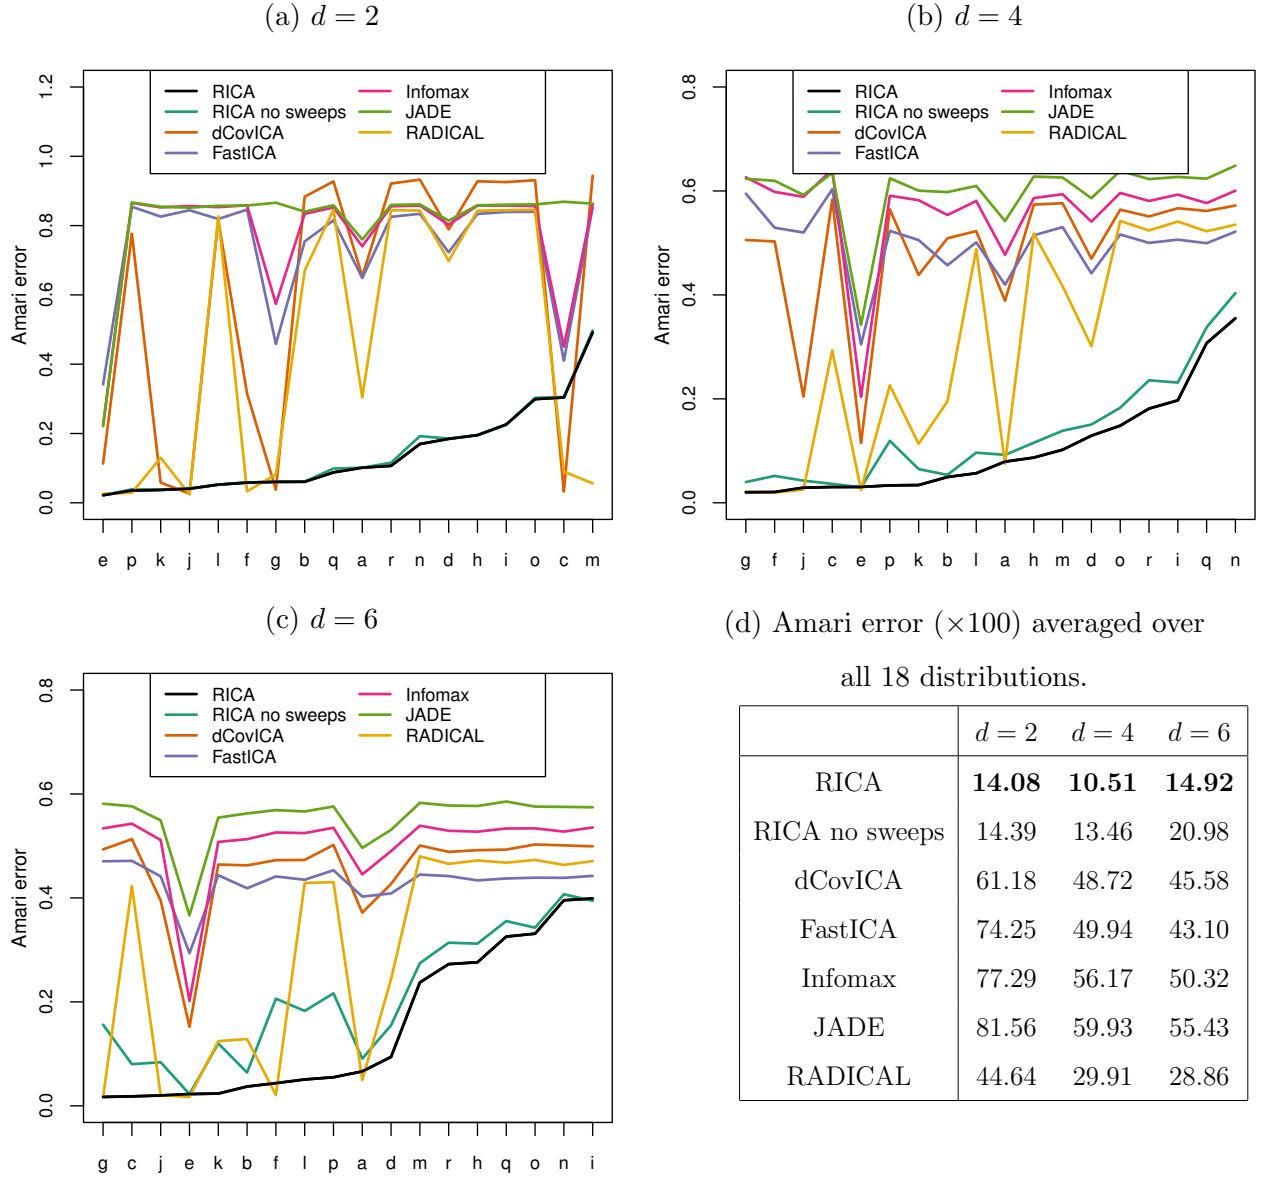 (a) d = 2
Amari error
1.2
1.0
0.8
0.6
0.4
0.2
0.0
RICA
RICA no sweeps
dCovICA
FastICA
Infomax
JADE
RADICAL
e p k j l f g b q a r n d h i o c m
(b) d = 4
Amari error
0.8
0.6
0.4
0.2
0.0
RICA
RICA no sweeps
dCovICA
FastICA
Infomax
JADE
RADICAL
g f j c e p k b l a h m d o r i q n
(c) d = 6
Amari error
0.8
0.6
0.4
0.2
0.0
RICA
RICA no sweeps
dCovICA
FastICA
Infomax
JADE
RADICAL
g c j e k b f l p a d m r h q o n i
(d) Amari error (×100) averaged over
all 18 distributions.
d = 2 d = 4 d = 6
RICA 14.08 10.51 14.92
RICA no sweeps 14.39 13.46 20.98
dCovICA 61.18 48.72 45.58
FastICA 74.25 49.94 43.10
Infomax 77.29 56.17 50.32
JADE 81.56 59.93 55.43
RADICAL 44.64 29.91 28.86